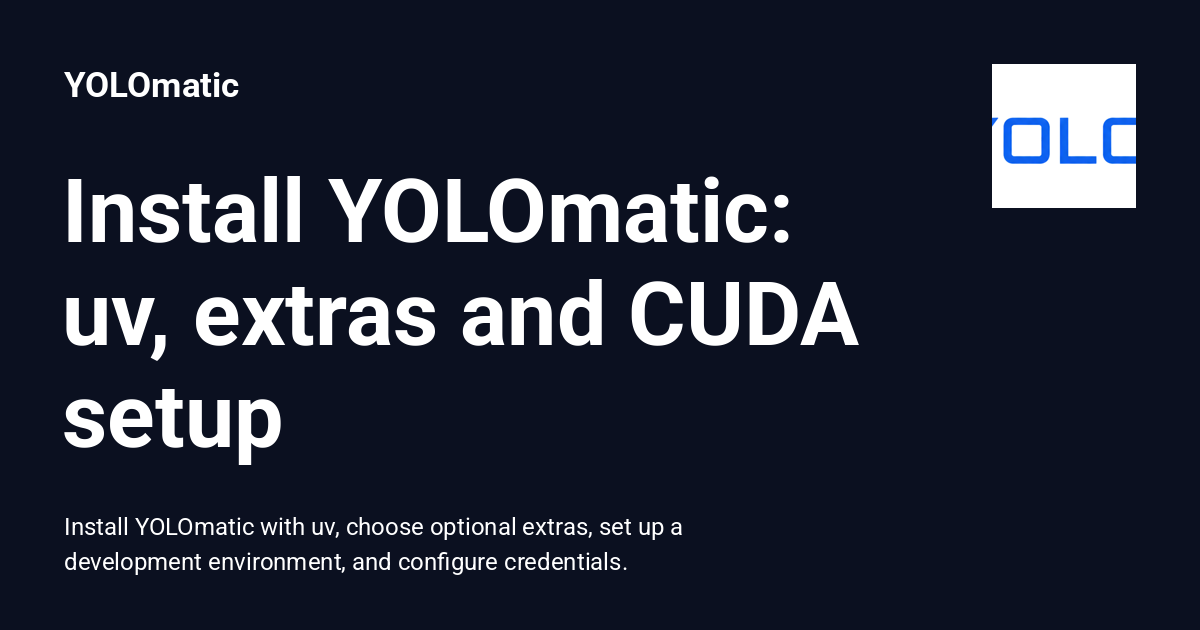 YOLOmatic
YOLO
Install YOLOmatic:
uv, extras and CUDA
setup
Install YOLOmatic with uv, choose optional extras, set up a
development environment, and configure credentials.